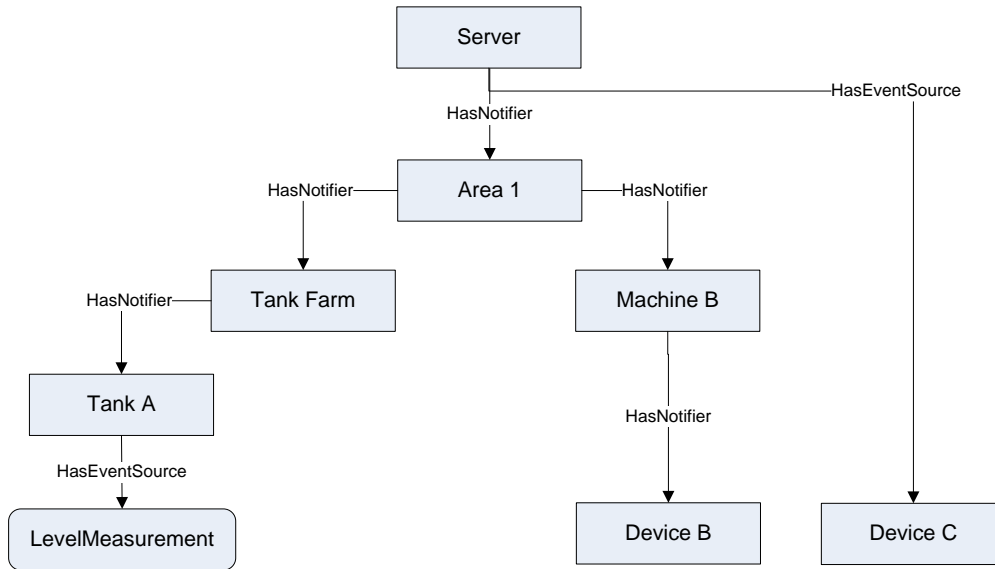 Server
HasEventSource
HasNotifier
Area 1
HasNotifier
HasNotifier
Tank Farm
Machine B
HasNotifier
Tank A
HasNotifier
HasEventSource
LevelMeasurement
Device B
Device C